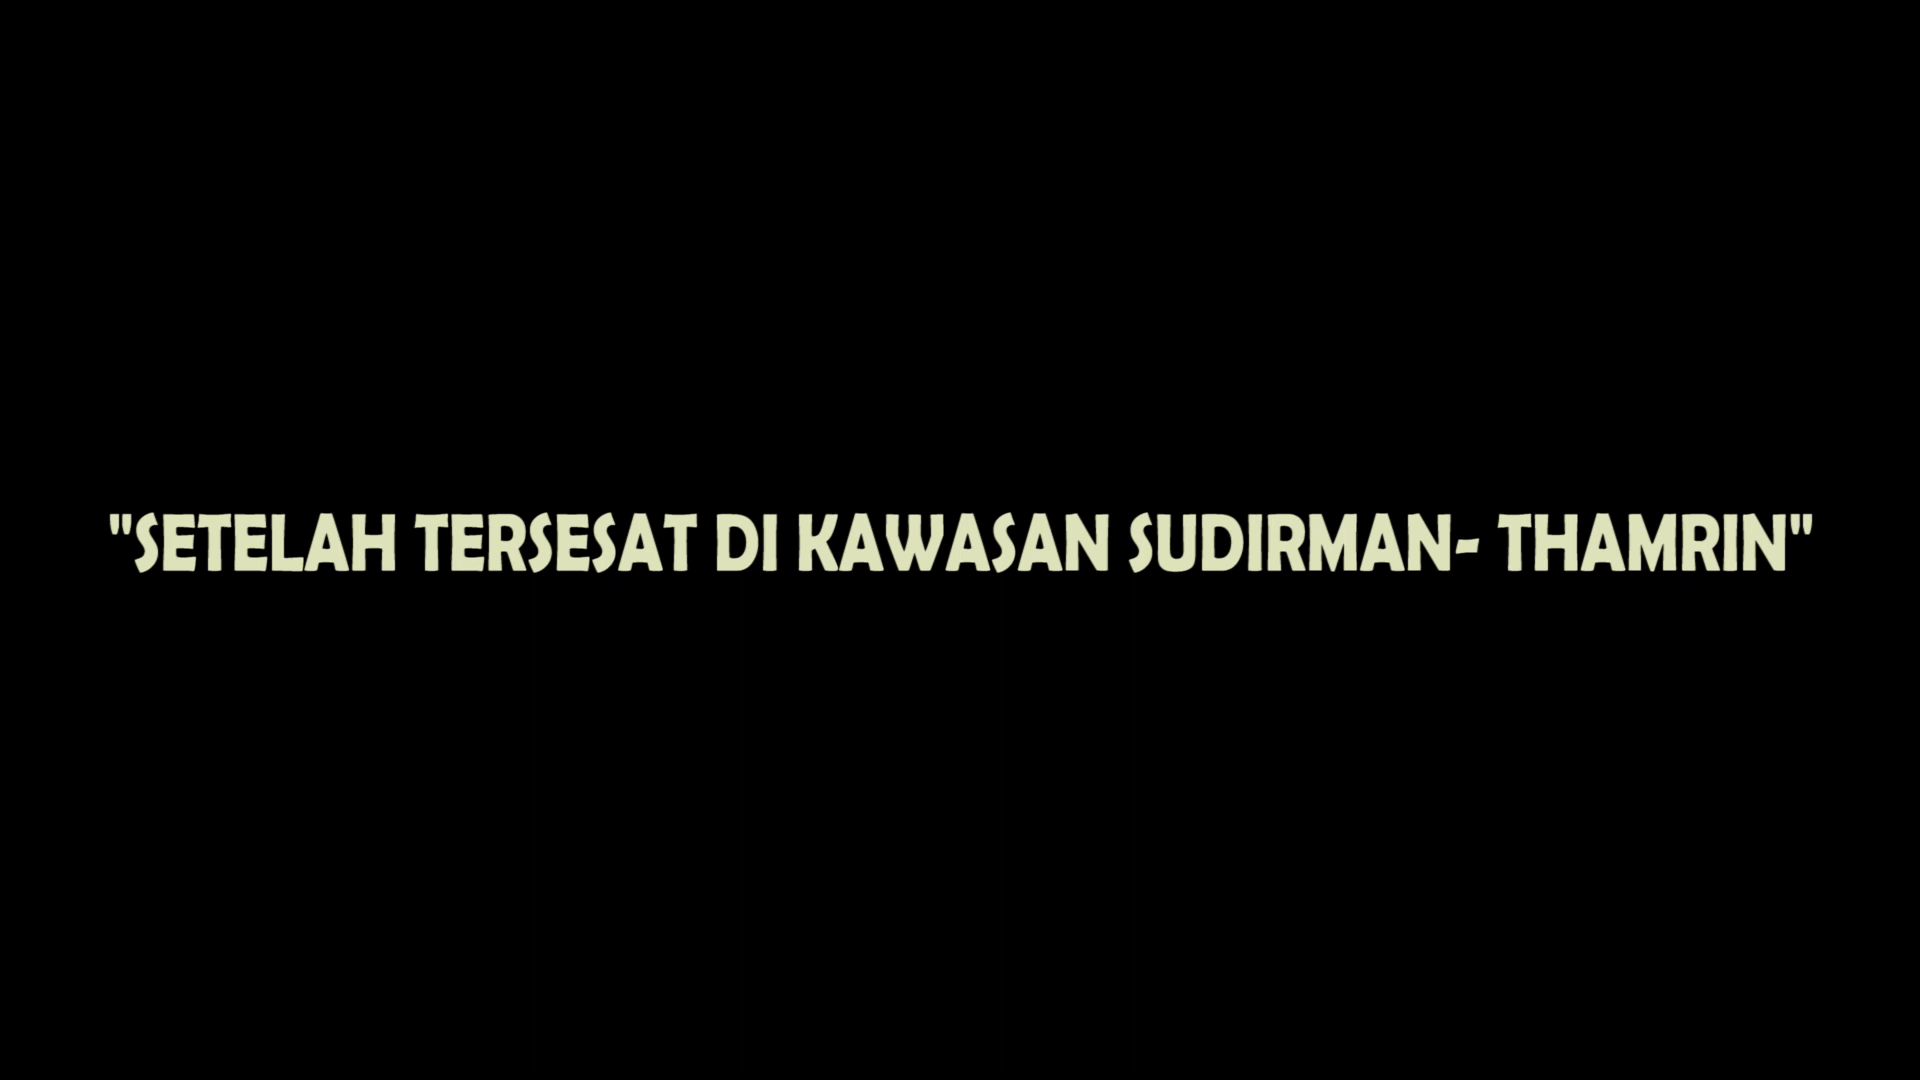 "SETELAH TERSESAT DI KAWASAN SUDIRMAN- THAMRIN"